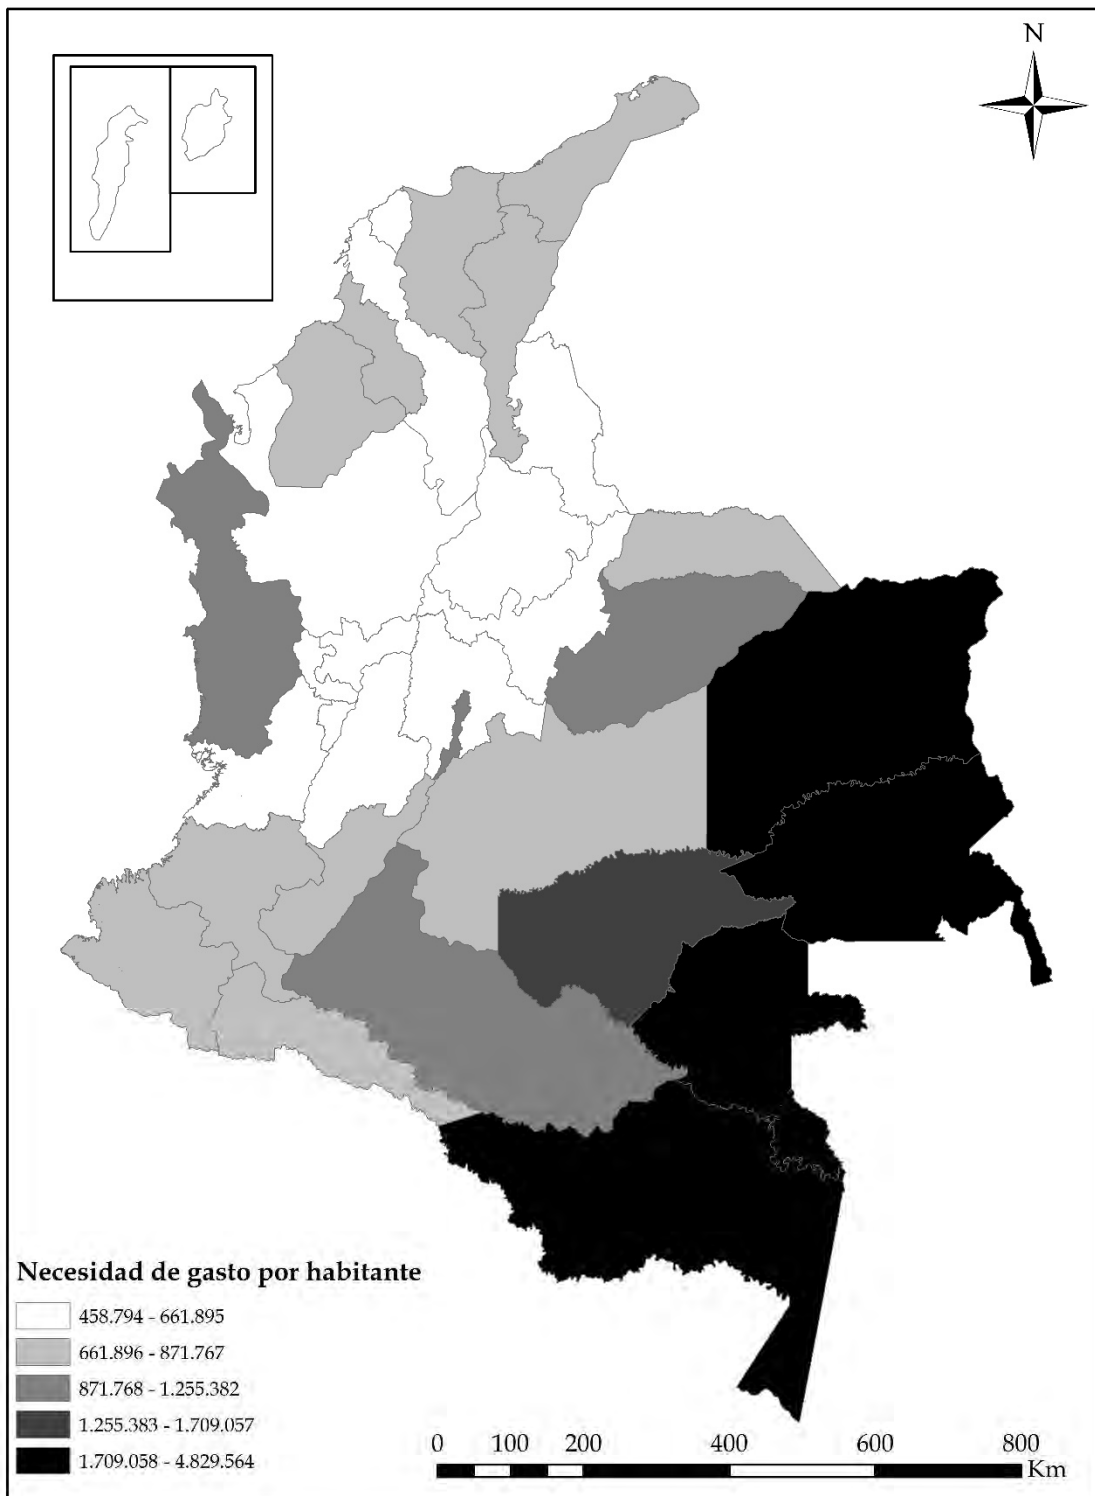 N
Necesidad de gasto por habitante
458.794 - 661.895
661.896 - 871.767
871.768 - 1.255.382
1.255.383 - 1.709.057
1.709.058 - 4.829.564
0 100 200 400 600 800
Km